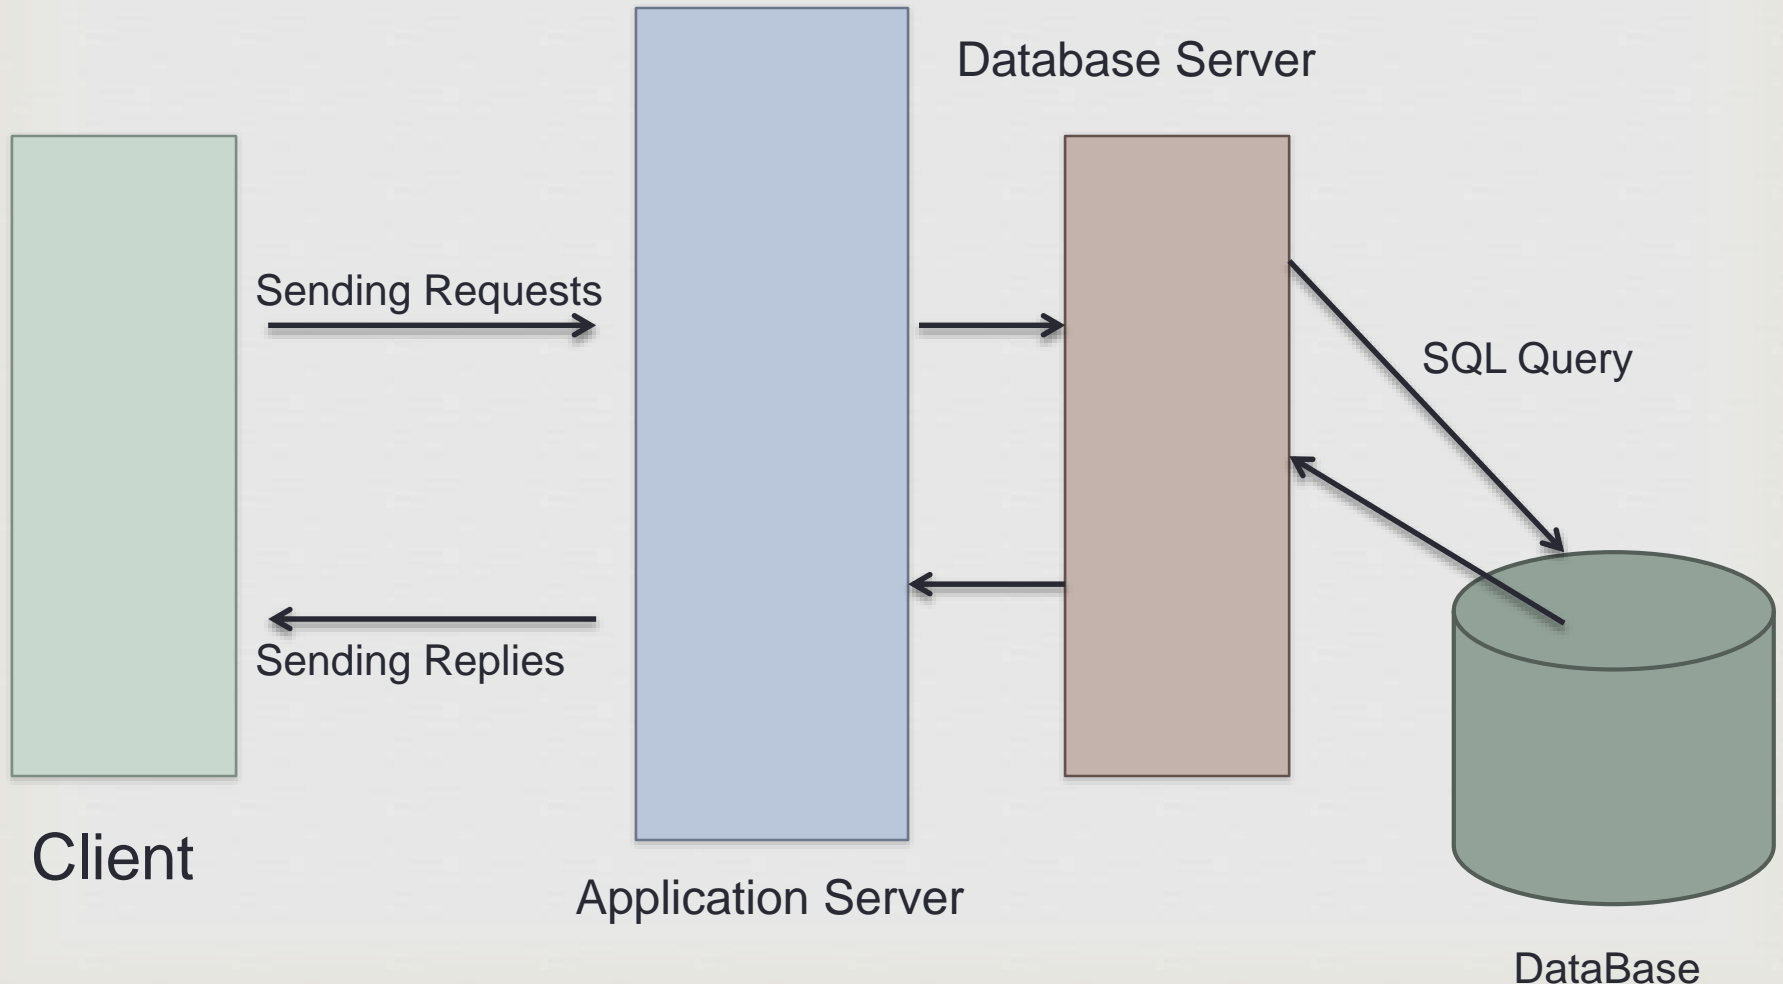 Database Server
Sending Requests
SQL Query
Sending Replies
Client
Application Server
DataBase